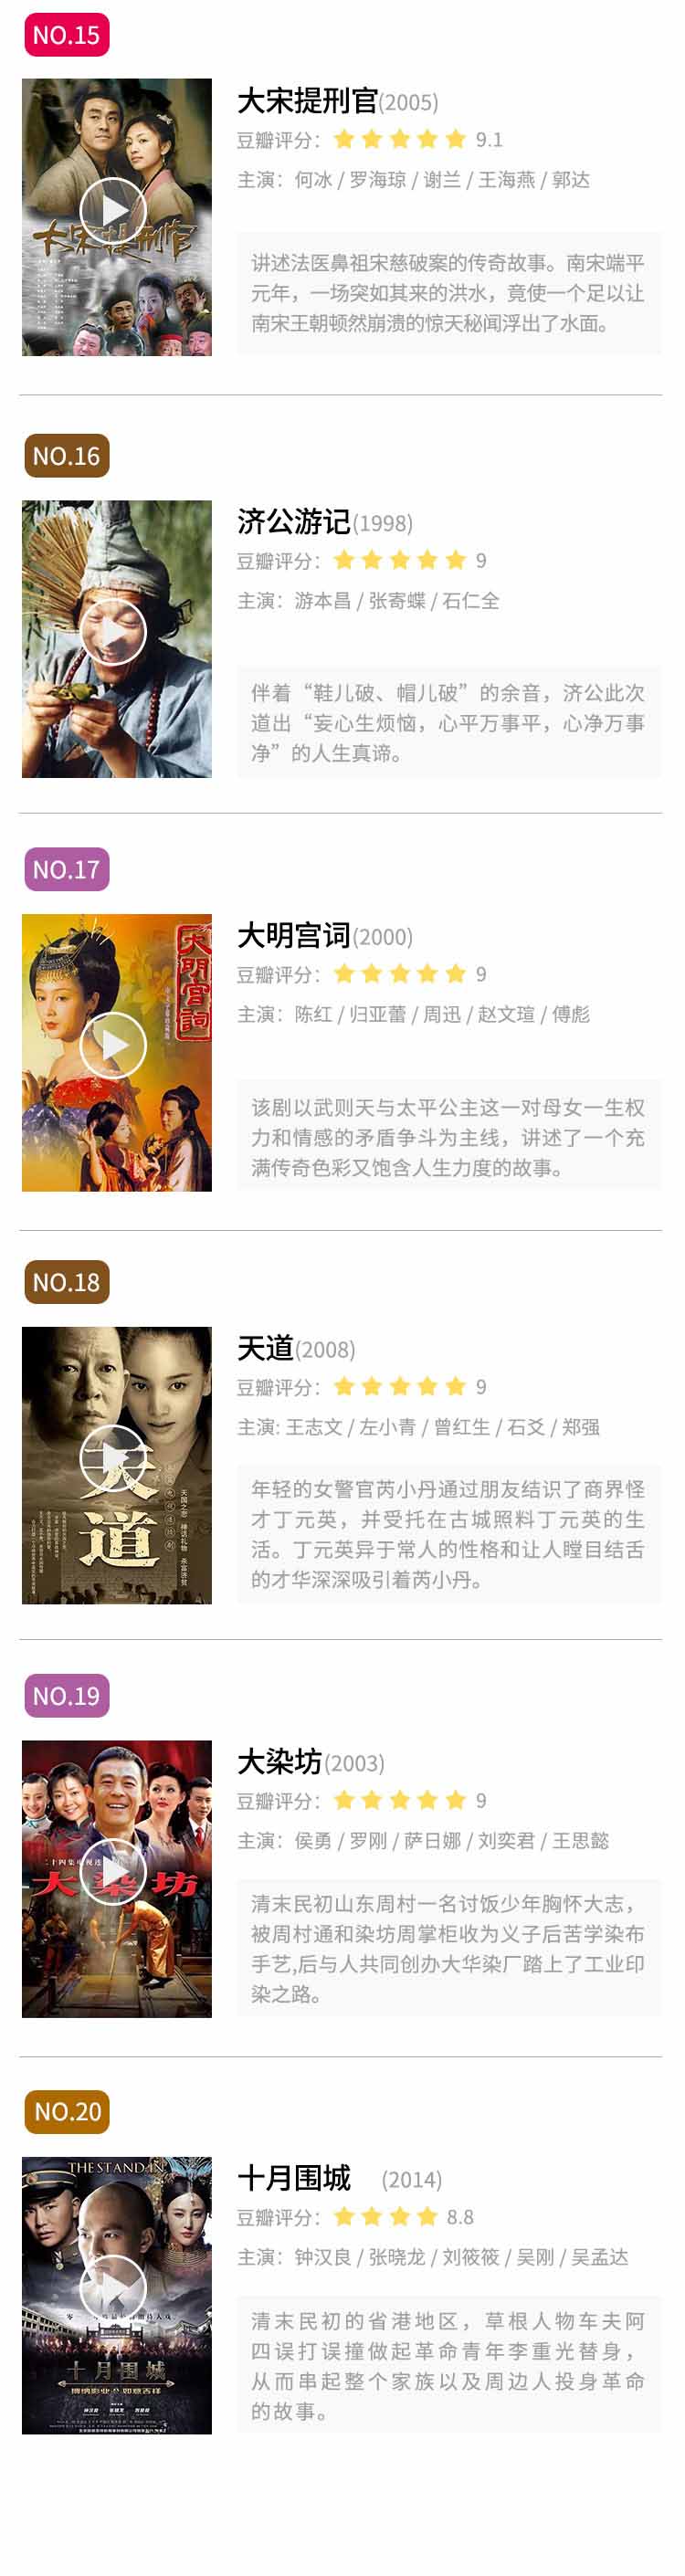 NO.15
大宋提刑官(2005)
豆瓣评分： 9.1
主演：何冰 / 罗海琼 / 谢兰 / 王海燕 / 郭达
大宋提刑官
讲述法医鼻祖宋慈破案的传奇故事。南宋端平
元年，一场突如其来的洪水，竟使一个足以让
南宋王朝顿然崩溃的惊天秘闻浮出了水面。
NO.16
济公游记(1998)
豆瓣评分： 9
主演：游本昌 / 张寄蝶 / 石仁全
伴着“鞋儿破、帽儿破”的余音，济公此次
道出“妄心生烦恼，心平万事平，心净万事
净”的人生真谛。
NO.17
大明宫词(2000)
大明宫词
豆瓣评分： 9
主演：陈红 / 归亚蕾 / 周迅 / 赵文瑄 / 傅彪
该剧以武则天与太平公主这一对母女一生权
力和情感的矛盾争斗为主线，讲述了一个充
满传奇色彩又饱含人生力度的故事。
NO.18
天道(2008)
豆瓣评分： 9
主演: 王志文 / 左小青 / 曾红生 / 石爻 / 郑强
天道
年轻的女警官芮小丹通过朋友结识了商界怪
才丁元英，并受托在古城照料丁元英的生
活。丁元英异于常人的性格和让人瞠目结舌
的才华深深吸引着芮小丹。
NO.19
大染坊(2003)
豆瓣评分： 9
主演：侯勇 / 罗刚 / 萨日娜 / 刘奕君 / 王思懿
大染坊
清末民初山东周村一名讨饭少年胸怀大志，
被周村通和染坊周掌柜收为义子后苦学染布
手艺,后与人共同创办大华染厂踏上了工业印
染之路。
NO.20
THE STAND IN
十月围城 (2014)
豆瓣评分： 8.8
主演：钟汉良 / 张晓龙 / 刘筱筱 / 吴刚 / 吴孟达
十月围城
清末民初的省港地区，草根人物车夫阿
四误打误撞做起革命青年李重光替身，
从而串起整个家族以及周边人投身革命
的故事。